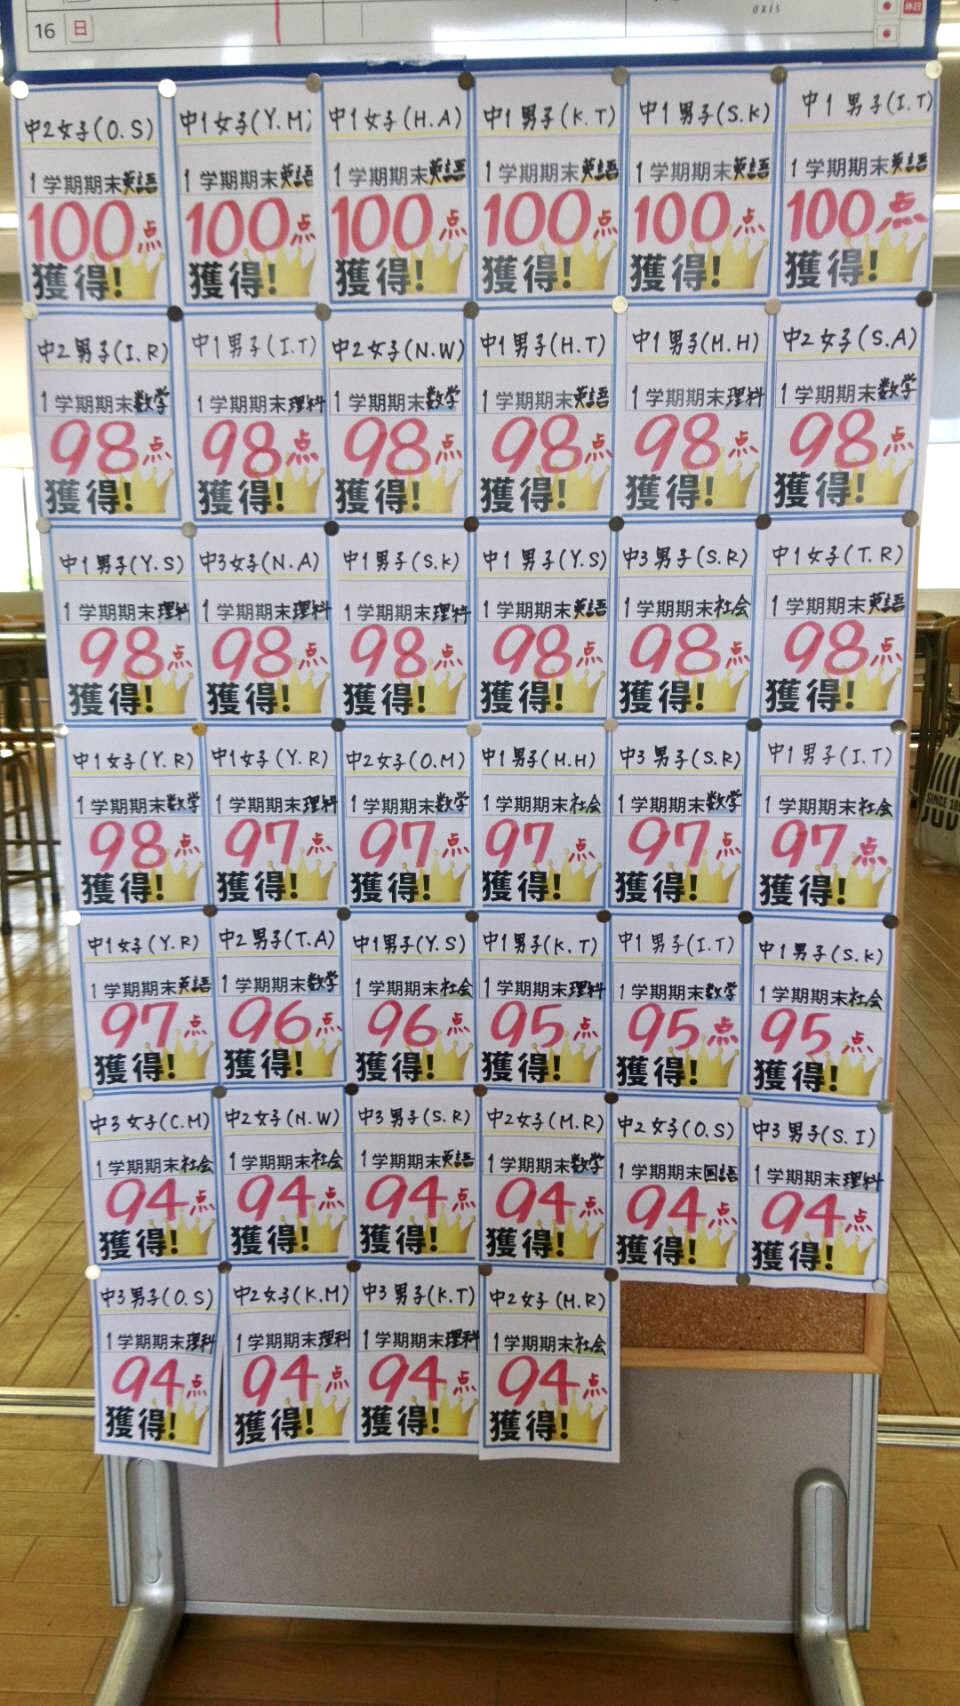 axis
16 日 休日
中2女子(O.S) 中1女子(Y.M) 中1女子(H.A) 中1男子(K.T) 中1男子(S.K) 中1男子(I.T)
1学期期末英語 1学期期末英語 1学期期末英語 1学期期末英語 1学期期末英語 1学期期末英語
100点 100点 100点 100点 100点 100点
獲得! 獲得! 獲得! 獲得! 獲得! 獲得!
中2男子(I.R) 中1男子(I.T) 中2女子(N.W) 中1男子(H.T) 中1男子(M.H) 中2女子(S.A)
1学期期末数学 1学期期末理科 1学期期末数学 1学期期末英語 1学期期末理科 1学期期末数学
98点 98点 98点 98点 98点 98点
獲得! 獲得! 獲得! 獲得! 獲得! 獲得!
中1男子(Y.S) 中3女子(N.A) 中1男子(S.K) 中1男子(Y.S) 中3男子(S.R) 中1女子(T.R)
1学期期末理科 1学期期末理科 1学期期末理科 1学期期末英語 1学期期末社会 1学期期末英語
98点 98点 98点 98点 98点 98点
獲得! 獲得! 獲得! 獲得! 獲得! 獲得!
中1女子(Y.R) 中1女子(Y.R) 中2女子(O.M) 中1男子(M.H) 中3男子(S.R) 中1男子(I.T)
1学期期末数学 1学期期末理科 1学期期末数学 1学期期末社会 1学期期末数学 1学期期末社会
98点 97点 97点 97点 97点 97点
獲得! 獲得! 獲得! 獲得! 獲得! 獲得!
中1女子(Y.R) 中2男子(T.A) 中1男子(Y.S) 中1男子(K.T) 中1男子(I.T) 中1男子(S.K)
1学期期末英語 1学期期末数学 1学期期末社会 1学期期末理科 1学期期末数学 1学期期末社会
97点 96点 96点 95点 95点 95点
獲得! 獲得! 獲得! 獲得! 獲得! 獲得!
中3女子(C.M) 中2女子(N.W) 中3男子(S.R) 中2女子(M.R) 中2女子(O.S) 中3男子(S.I)
1学期期末社会 1学期期末社会 1学期期末英語 1学期期末数学 1学期期末国語 1学期期末理科
94点 94点 94点 94点 94点 94点
獲得! 獲得! 獲得! 獲得! 獲得! 獲得!
中3男子(O.S) 中2女子(K.M) 中3男子(K.T) 中2女子(M.R)
1学期期末理科 1学期期末理科 1学期期末理科 1学期期末社会
94点 94点 94点 94点
獲得! 獲得! 獲得! 獲得!